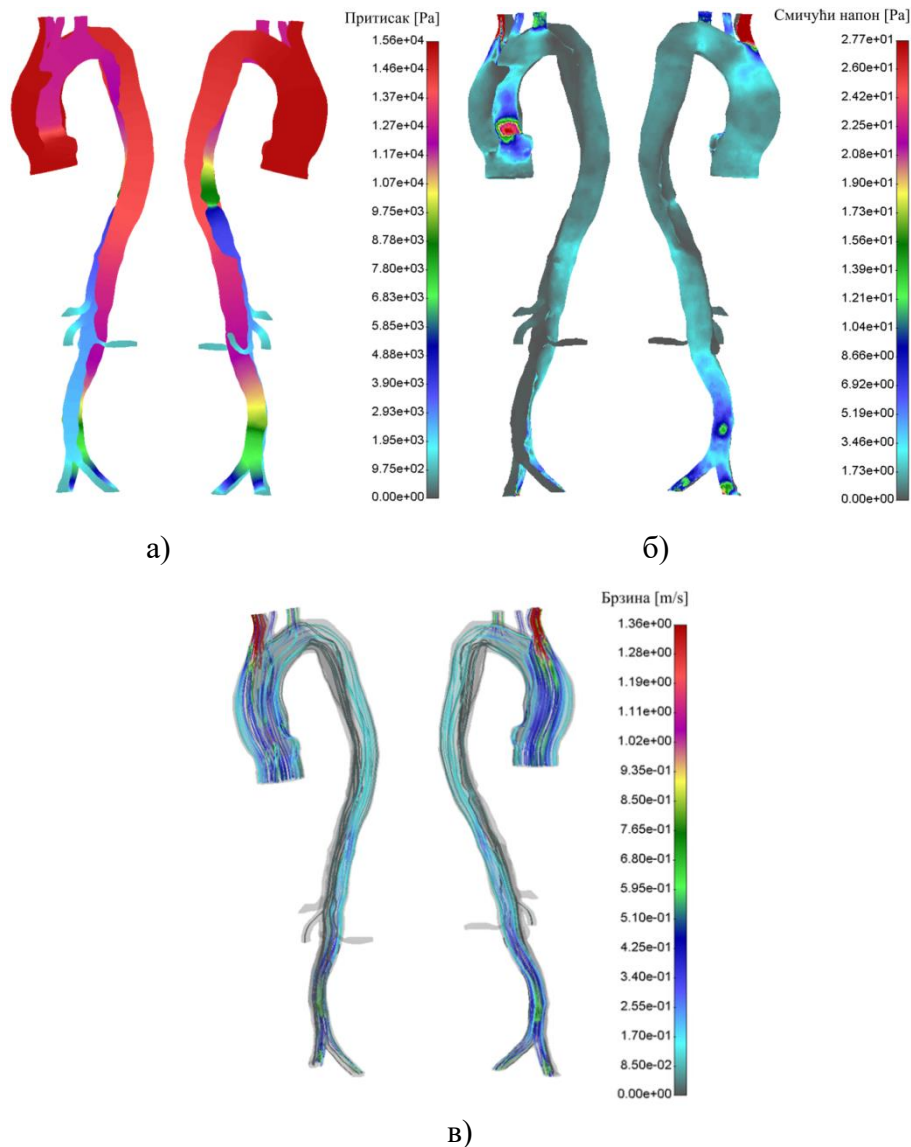 Притисак [Pa]
1.56e+04
1.46e+04
1.37e+04
1.27e+04
1.17e+04
1.07e+04
9.75e+03
8.78e+03
7.80e+03
6.83e+03
5.85e+03
4.88e+03
3.90e+03
2.93e+03
1.95e+03
9.75e+02
0.00e+00
а)
Смичући напон [Pa]
2.77e+01
2.60e+01
2.42e+01
2.25e+01
2.08e+01
1.90e+01
1.73e+01
1.56e+01
1.39e+01
1.21e+01
1.04e+01
8.66e+00
6.92e+00
5.19e+00
3.46e+00
1.73e+00
0.00e+00
б)
Брзина [m/s]
1.36e+00
1.28e+00
1.19e+00
1.11e+00
1.02e+00
9.35e-01
8.50e-01
7.65e-01
6.80e-01
5.95e-01
5.10e-01
4.25e-01
3.40e-01
2.55e-01
1.70e-01
8.50e-02
0.00e+00
в)